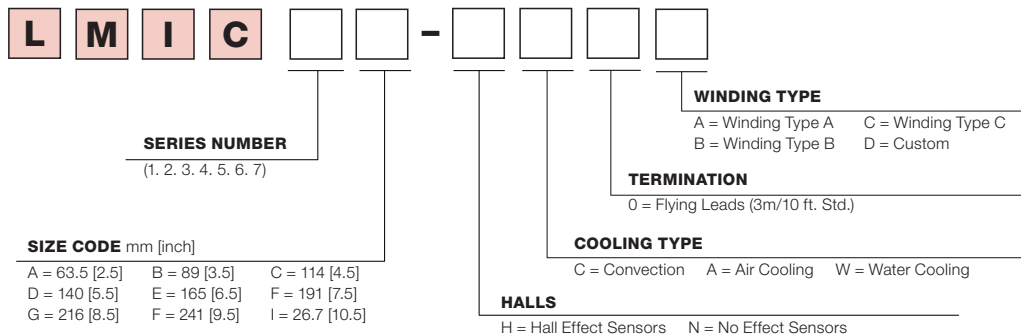 L M I C –
WINDING TYPE
A = Winding Type A C = Winding Type C
B = Winding Type B D = Custom
SERIES NUMBER
(1. 2. 3. 4. 5. 6. 7)
TERMINATION
0 = Flying Leads (3m/10 ft. Std.)
SIZE CODE mm [inch]
A = 63.5 [2.5] B = 89 [3.5] C = 114 [4.5]
D = 140 [5.5] E = 165 [6.5] F = 191 [7.5]
G = 216 [8.5] F = 241 [9.5] I = 26.7 [10.5]
COOLING TYPE
C = Convection A = Air Cooling W = Water Cooling
HALLS
H = Hall Effect Sensors N = No Effect Sensors